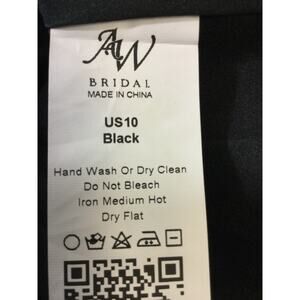 AW
BRIDAL
MADE IN CHINA
US10
Black
Hand Wash Or Dry Clean
Do Not Bleach
Iron Medium Hot
Dry Flat